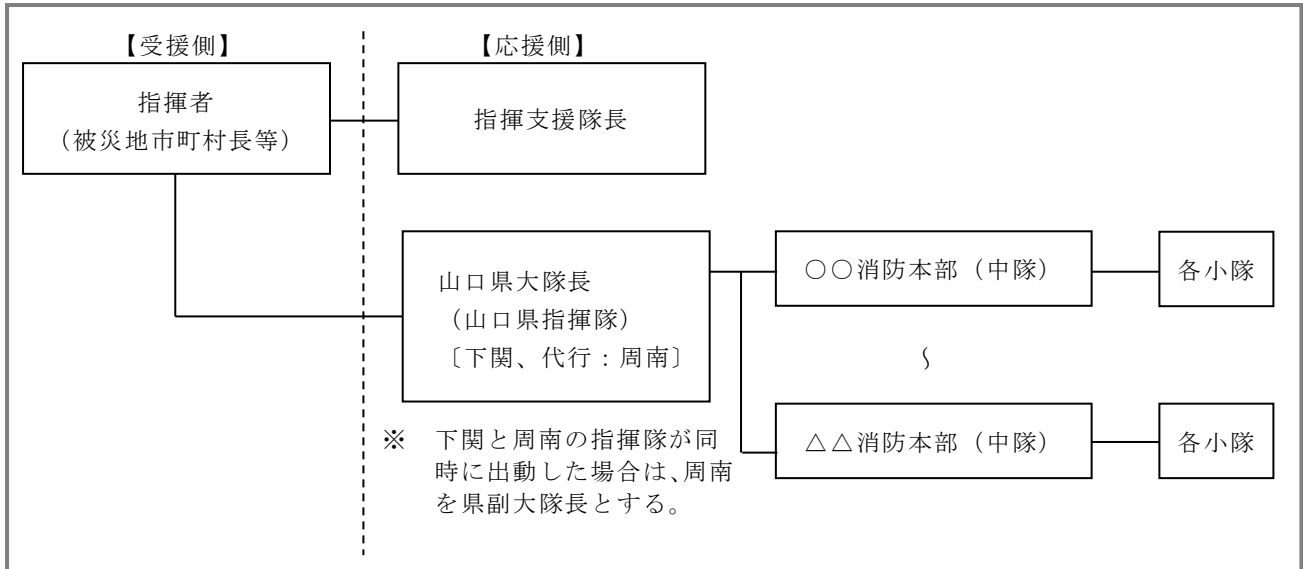 【受援側】
【応援側】
指揮者
（被災地市町村長等）
指揮支援隊長
山口県大隊長
（山口県指揮隊）
〔下関、代行：周南〕
○○消防本部（中隊）
各小隊
〜
△△消防本部（中隊）
各小隊
※　下関と周南の指揮隊が同
時に出動した場合は、周南
を県副大隊長とする。